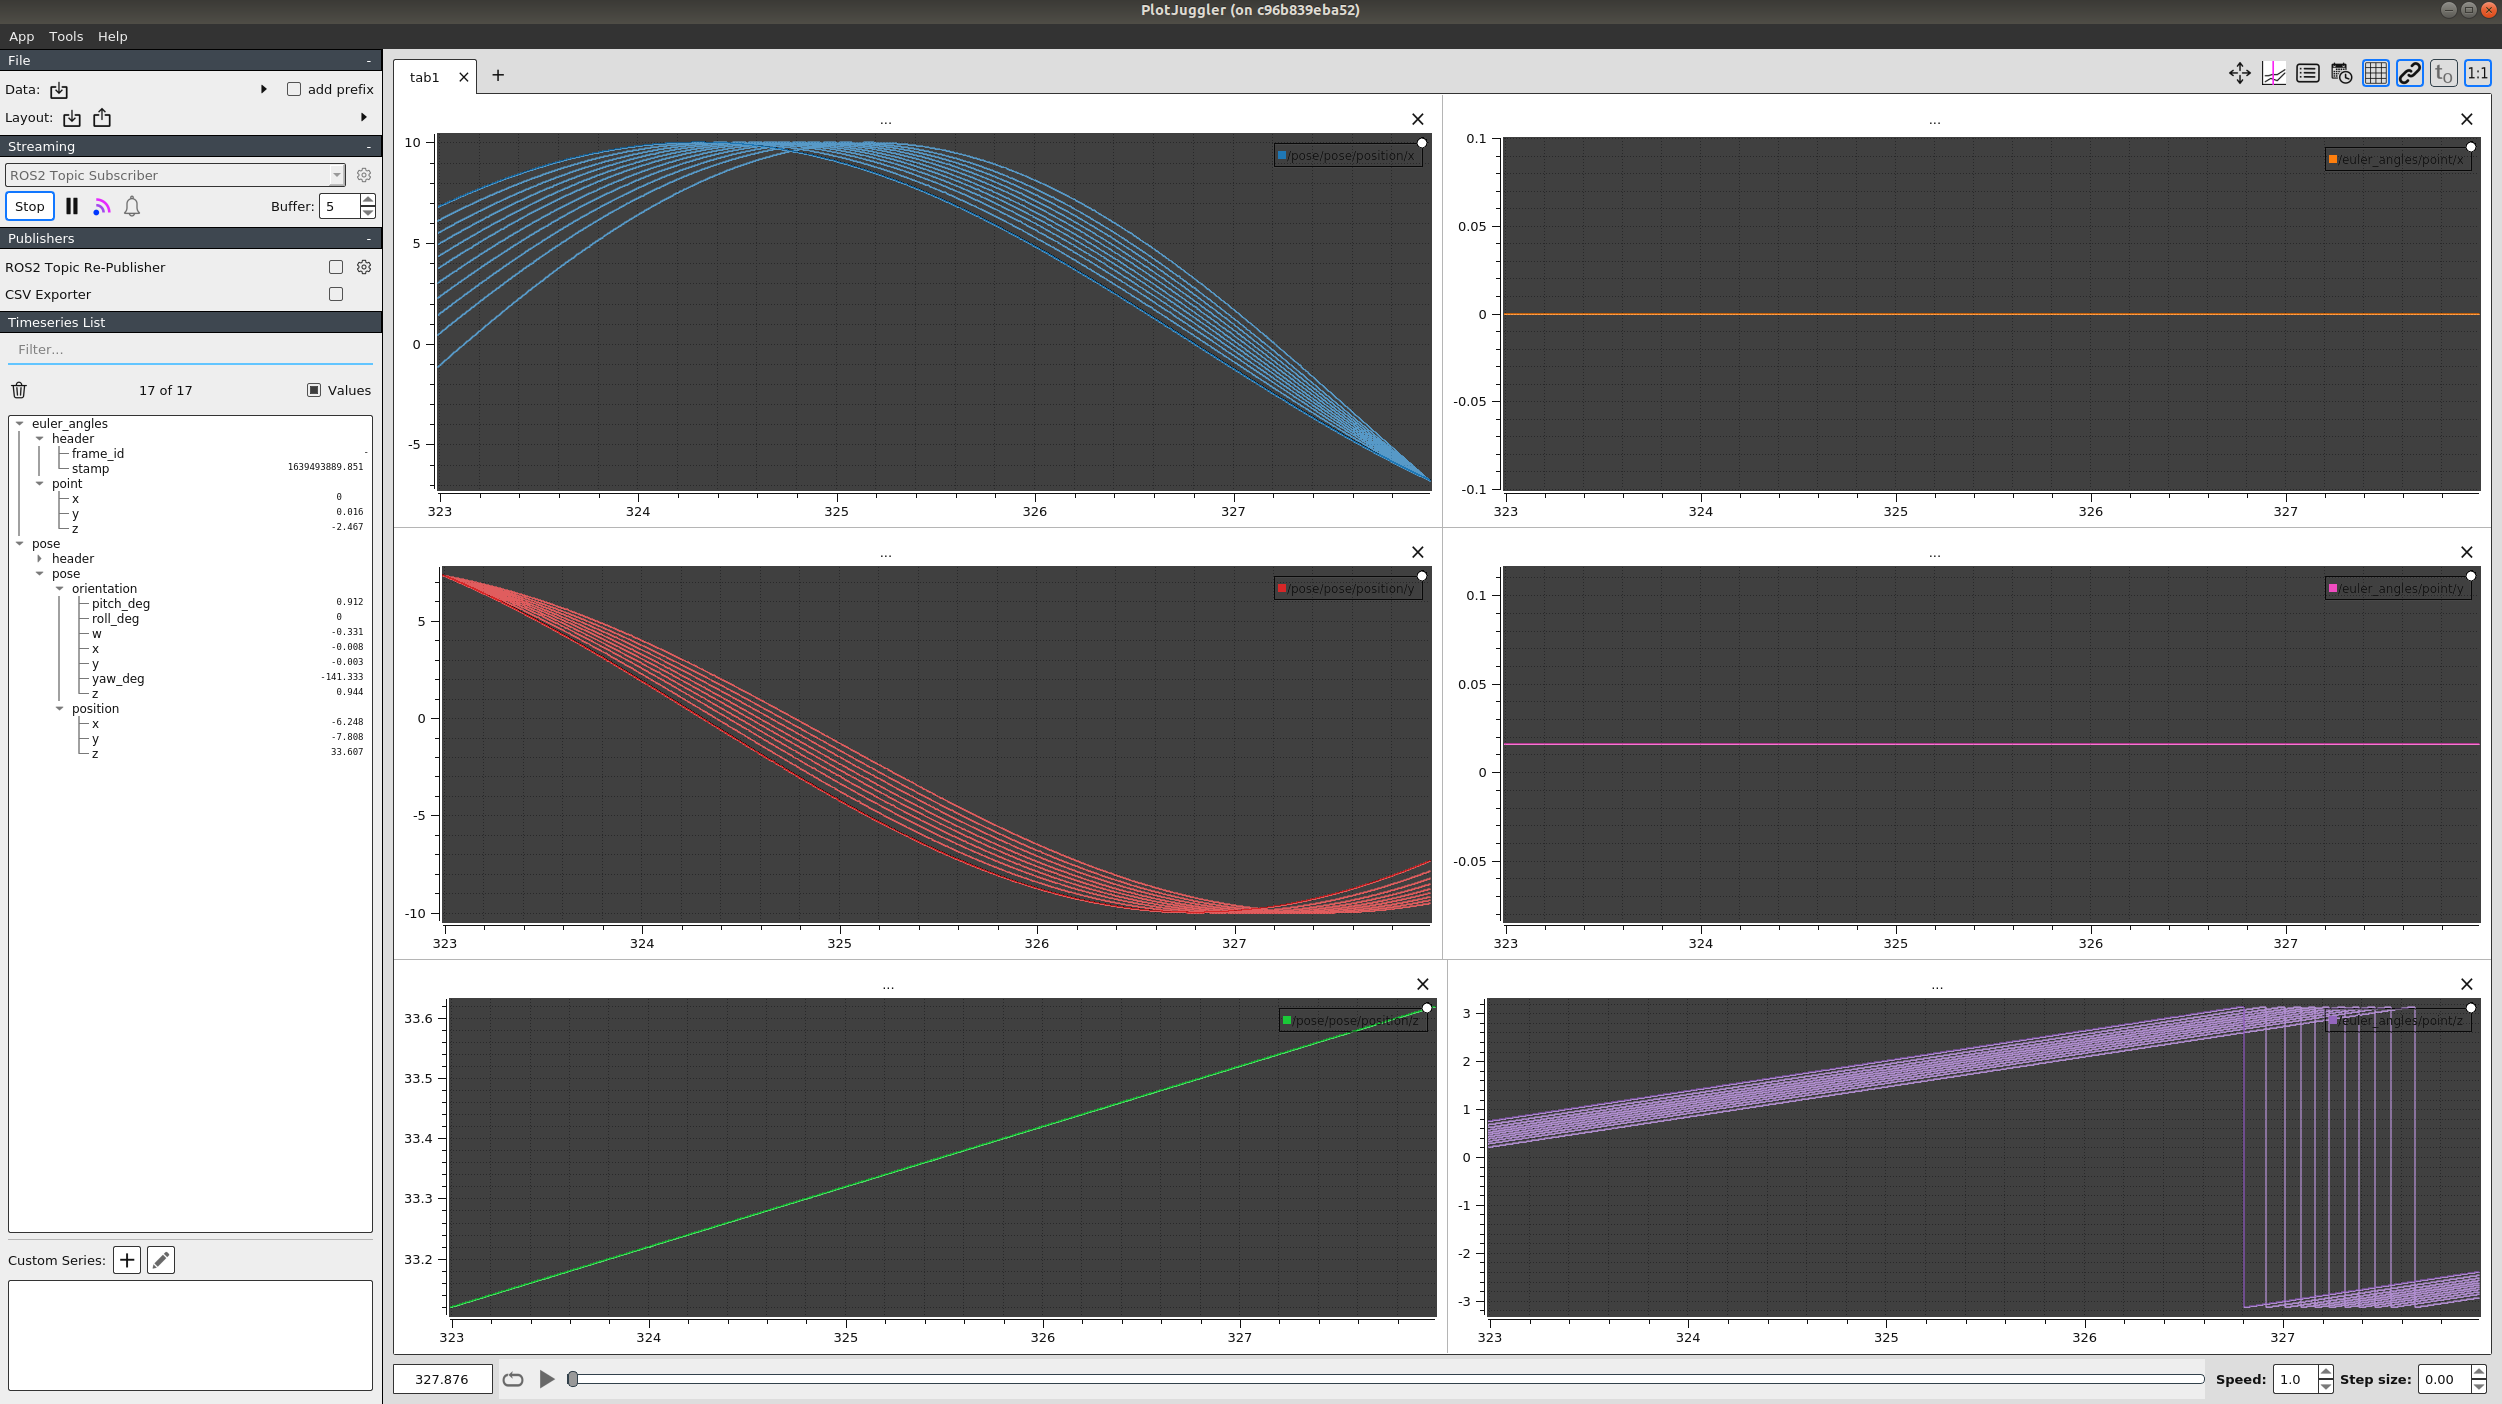 PlotJuggler (on c96b839eba52)
App Tools Help
File -
Data: add prefix
Layout:
Streaming -
ROS2 Topic Subscriber
Stop Buffer: 5
Publishers -
ROS2 Topic Re-Publisher
CSV Exporter
Timeseries List
Filter...
17 of 17 Values
euler_angles
header
frame_id -
stamp 1639493889.851
point
x 0
y 0.016
z -2.467
pose
header
pose
orientation
pitch_deg 0.912
roll_deg 0
w -0.331
x -0.008
y -0.003
yaw_deg -141.333
z 0.944
position
x -6.248
y -7.808
z 33.607
Custom Series:
tab1 +
t0 1:1
...
/pose/pose/position/x
10
5
0
-5
323 324 325 326 327
...
/euler_angles/point/x
0.1
0.05
0
-0.05
-0.1
323 324 325 326 327
...
/pose/pose/position/y
5
0
-5
-10
323 324 325 326 327
...
/euler_angles/point/y
0.1
0.05
0
-0.05
323 324 325 326 327
...
/pose/pose/position/z
33.6
33.5
33.4
33.3
33.2
323 324 325 326 327
...
/euler_angles/point/z
3
2
1
0
-1
-2
-3
323 324 325 326 327
327.876 Speed: 1.0 Step size: 0.00